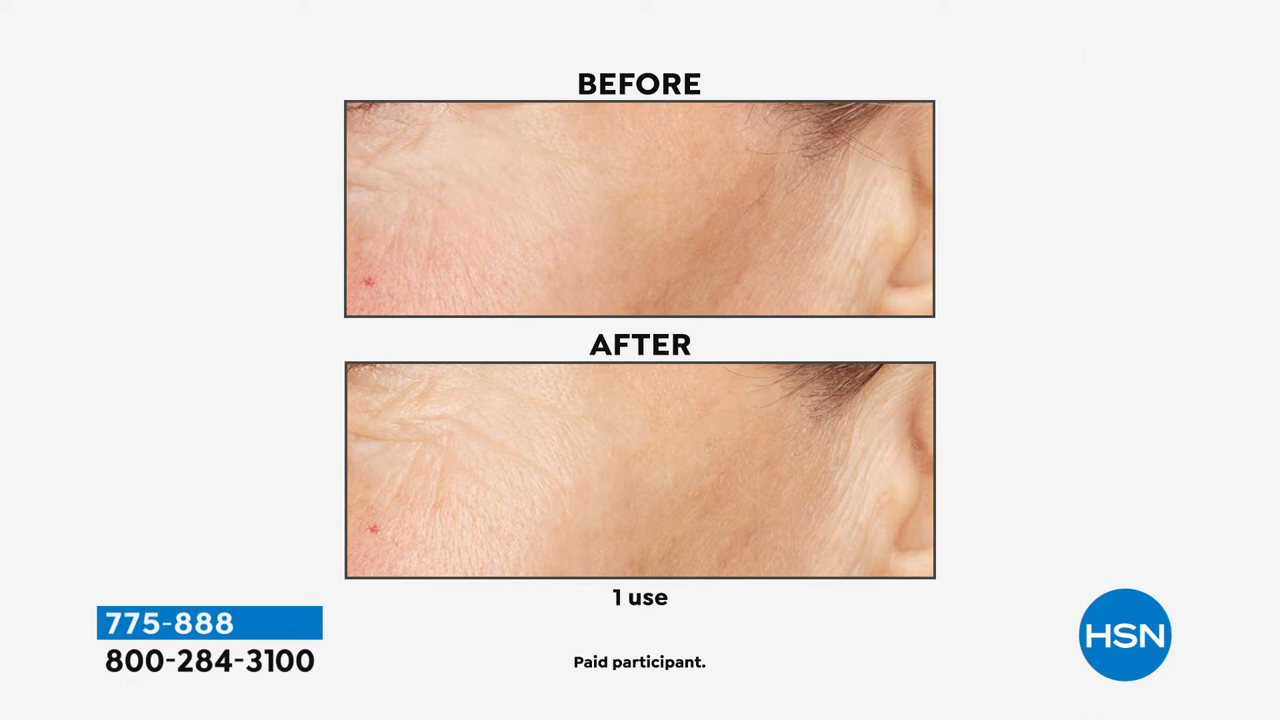 BEFORE
AFTER
1 use
775-888
800-284-3100
Paid participant.
HSN